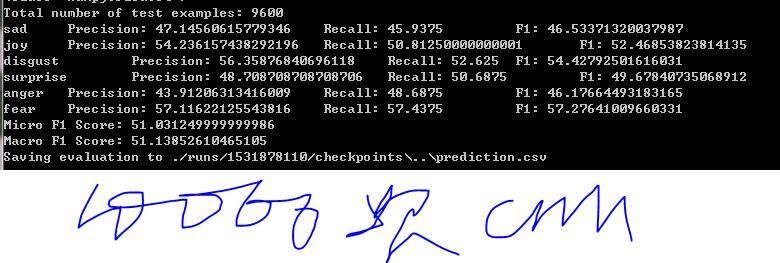 Total number of test examples: 9600
sad Precision: 47.14560615779346 Recall: 45.9375 F1: 46.53371320037987
joy Precision: 54.236157438292196 Recall: 50.81250000000001 F1: 52.46853823814135
disgust Precision: 56.35876840696118 Recall: 52.625 F1: 54.42792501616031
surprise Precision: 48.708708708708706 Recall: 50.6875 F1: 49.67840735068912
anger Precision: 43.91206313416009 Recall: 48.6875 F1: 46.17664493183165
fear Precision: 57.11622125543816 Recall: 57.4375 F1: 57.27641009660331
Micro F1 Score: 51.031249999999986
Macro F1 Score: 51.13852610465105
Saving evaluation to ./runs/1531878110/checkpoints\..\prediction.csv
CNN